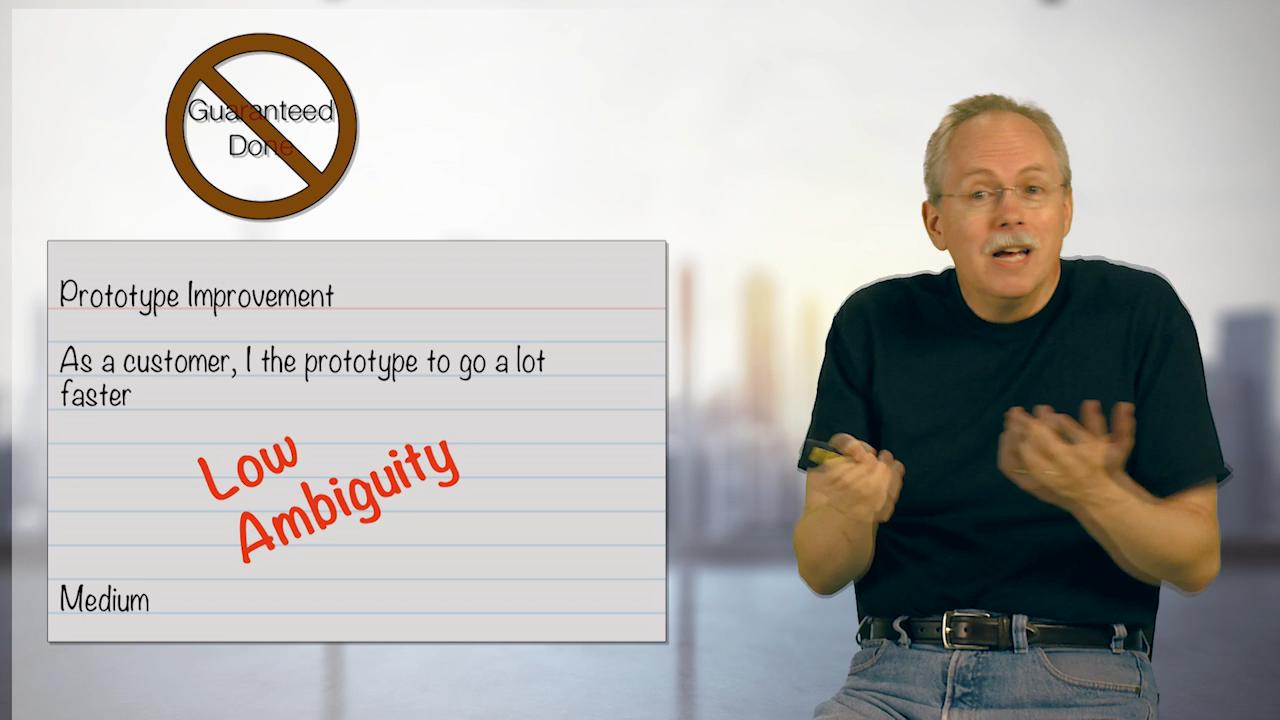 Guaranteed
Done
Prototype Improvement
As a customer, I the prototype to go a lot
faster
Low
Ambiguity
Medium